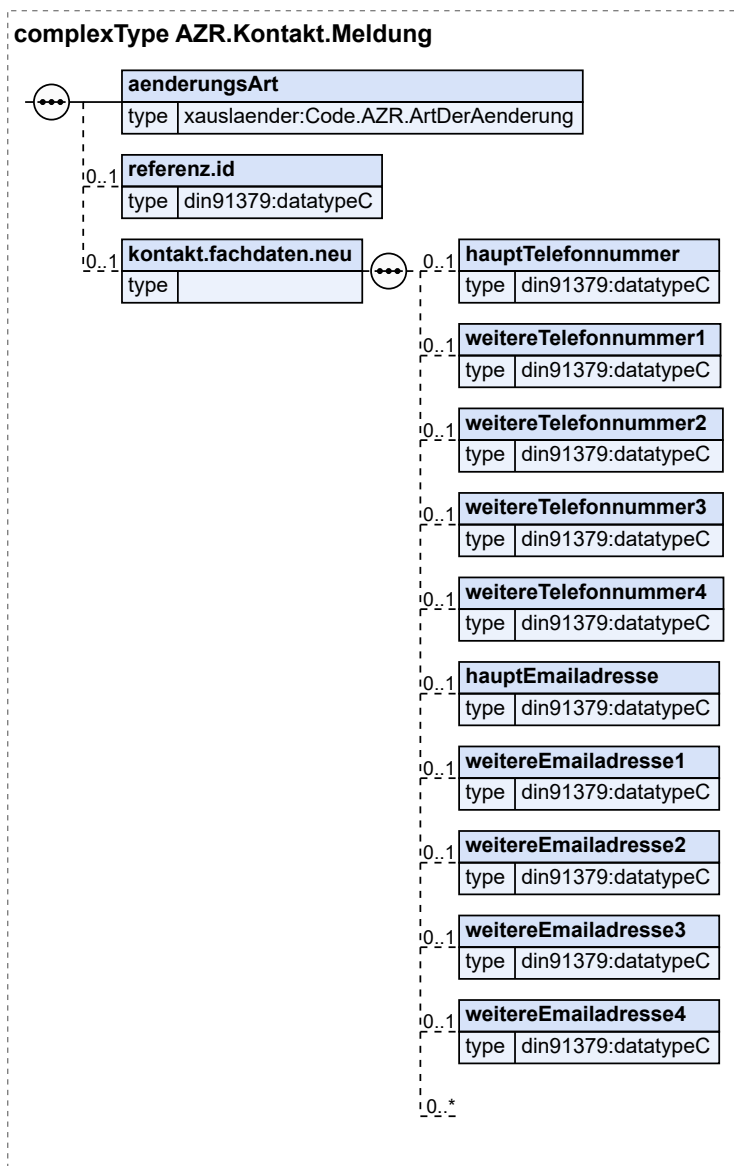 complexType AZR.Kontakt.Meldung
aenderungsArt
type xauslaender:Code.AZR.ArtDerAenderung
0..1 referenz.id
type din91379:datatypeC
0..1 kontakt.fachdaten.neu
type
0..1 hauptTelefonnummer
type din91379:datatypeC
0..1 weitereTelefonnummer1
type din91379:datatypeC
0..1 weitereTelefonnummer2
type din91379:datatypeC
0..1 weitereTelefonnummer3
type din91379:datatypeC
0..1 weitereTelefonnummer4
type din91379:datatypeC
0..1 hauptEmailadresse
type din91379:datatypeC
0..1 weitereEmailadresse1
type din91379:datatypeC
0..1 weitereEmailadresse2
type din91379:datatypeC
0..1 weitereEmailadresse3
type din91379:datatypeC
0..1 weitereEmailadresse4
type din91379:datatypeC
0..*